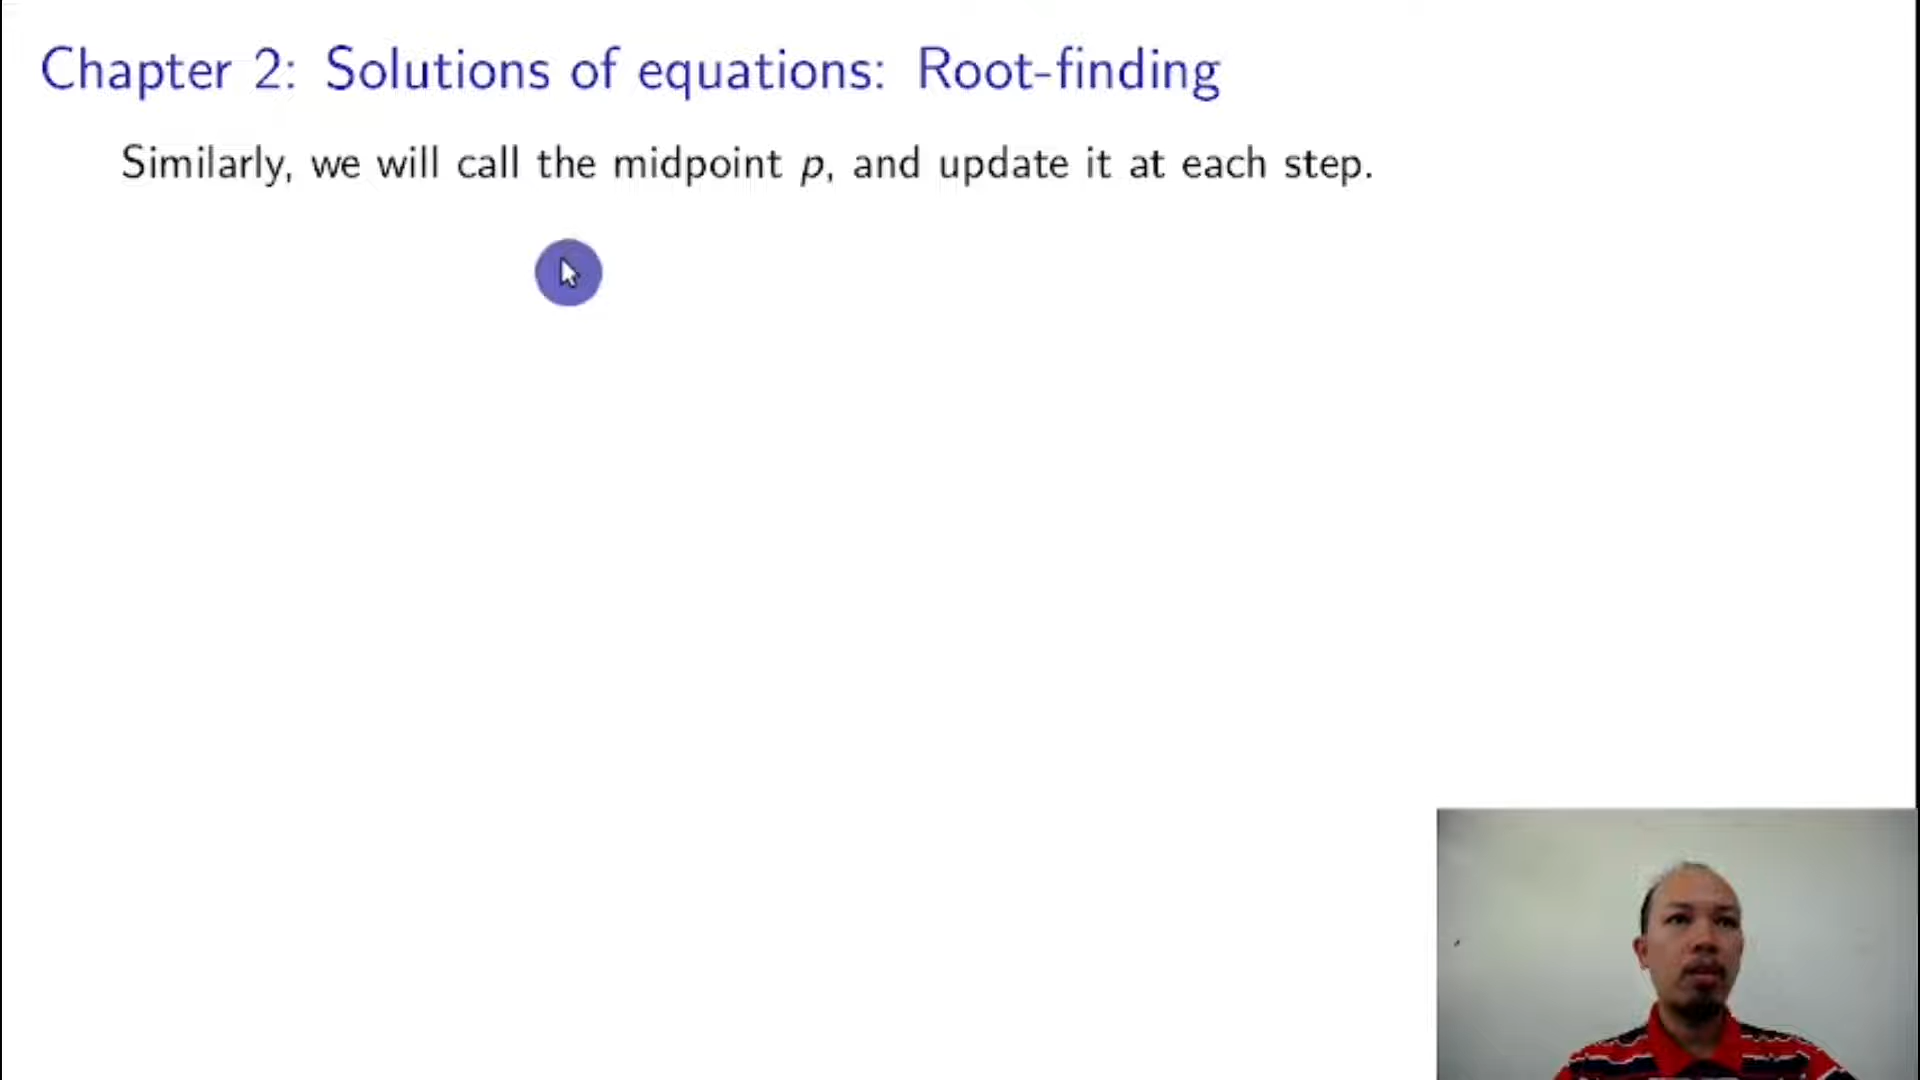 Chapter 2: Solutions of equations: Root-finding
Similarly, we will call the midpoint p, and update it at each step.